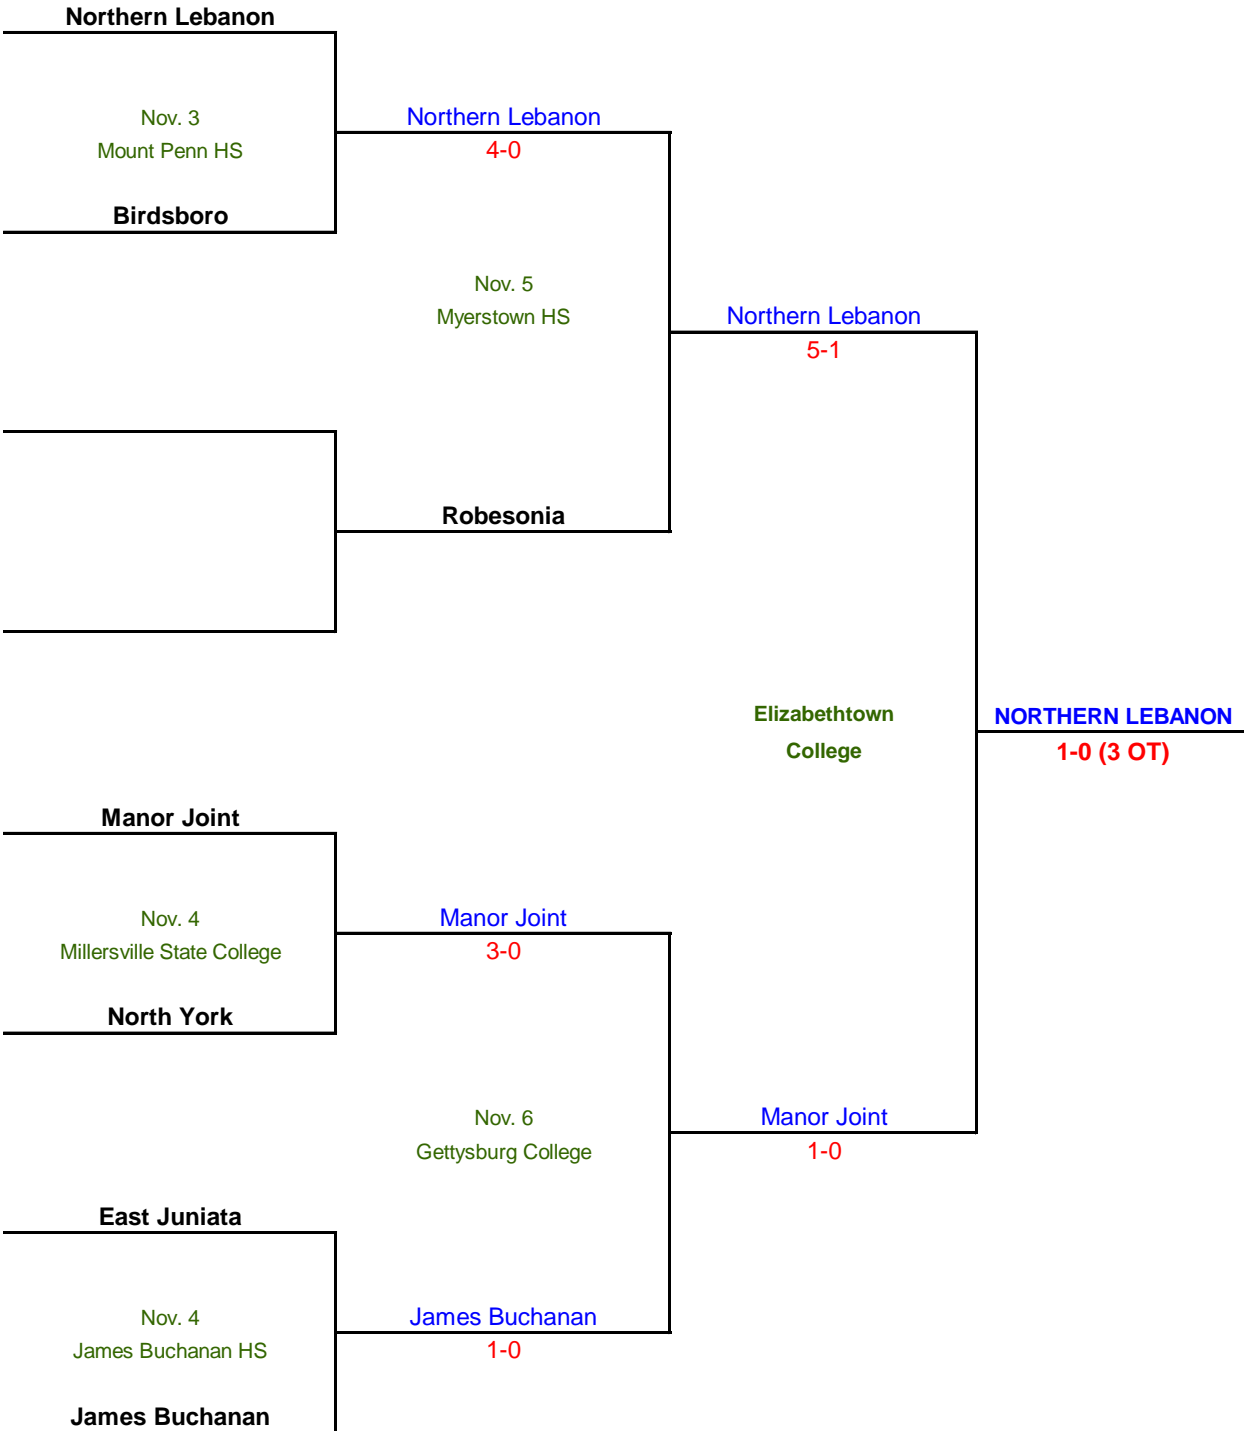 Northern Lebanon
Nov. 3
Mount Penn HS
Northern Lebanon
4-0
Birdsboro
Nov. 5
Myerstown HS
Northern Lebanon
5-1
Robesonia
Elizabethtown
College
NORTHERN LEBANON
1-0 (3 OT)
Manor Joint
Nov. 4
Millersville State College
Manor Joint
3-0
North York
Nov. 6
Gettysburg College
Manor Joint
1-0
East Juniata
Nov. 4
James Buchanan HS
James Buchanan
1-0
James Buchanan